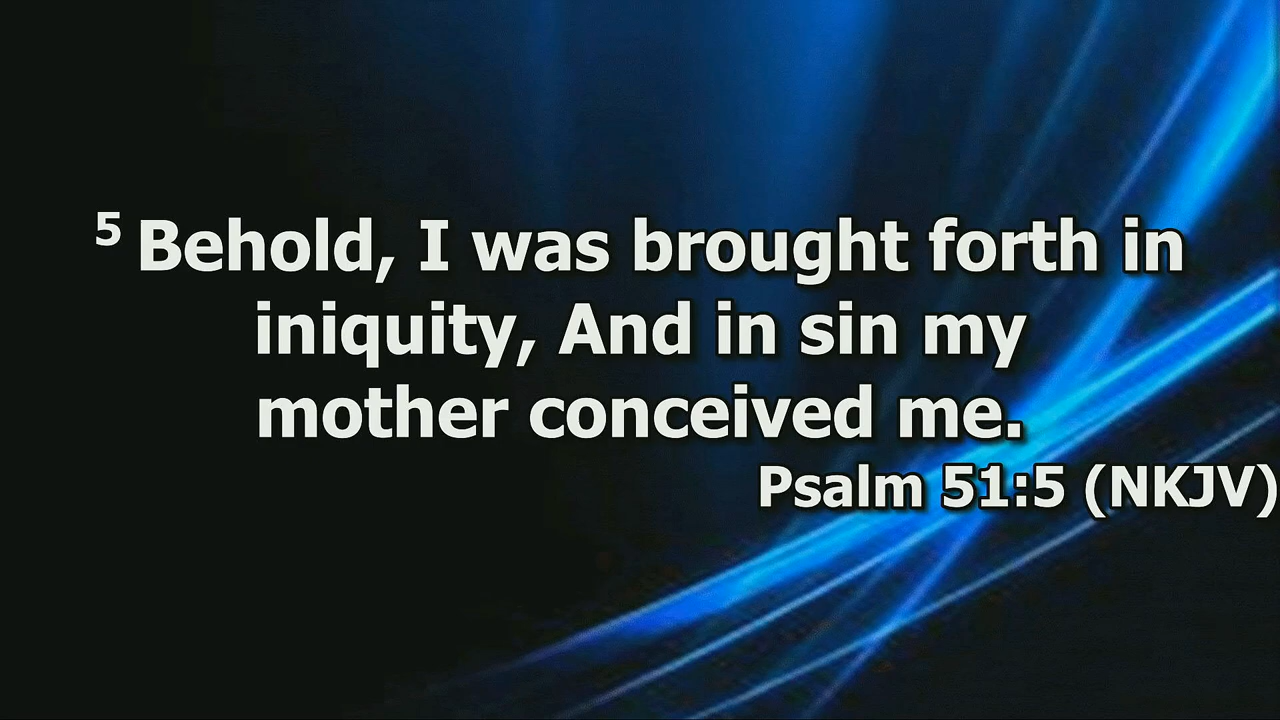 5 Behold, I was brought forth in
iniquity, And in sin my
mother conceived me.
Psalm 51:5 (NKJV)